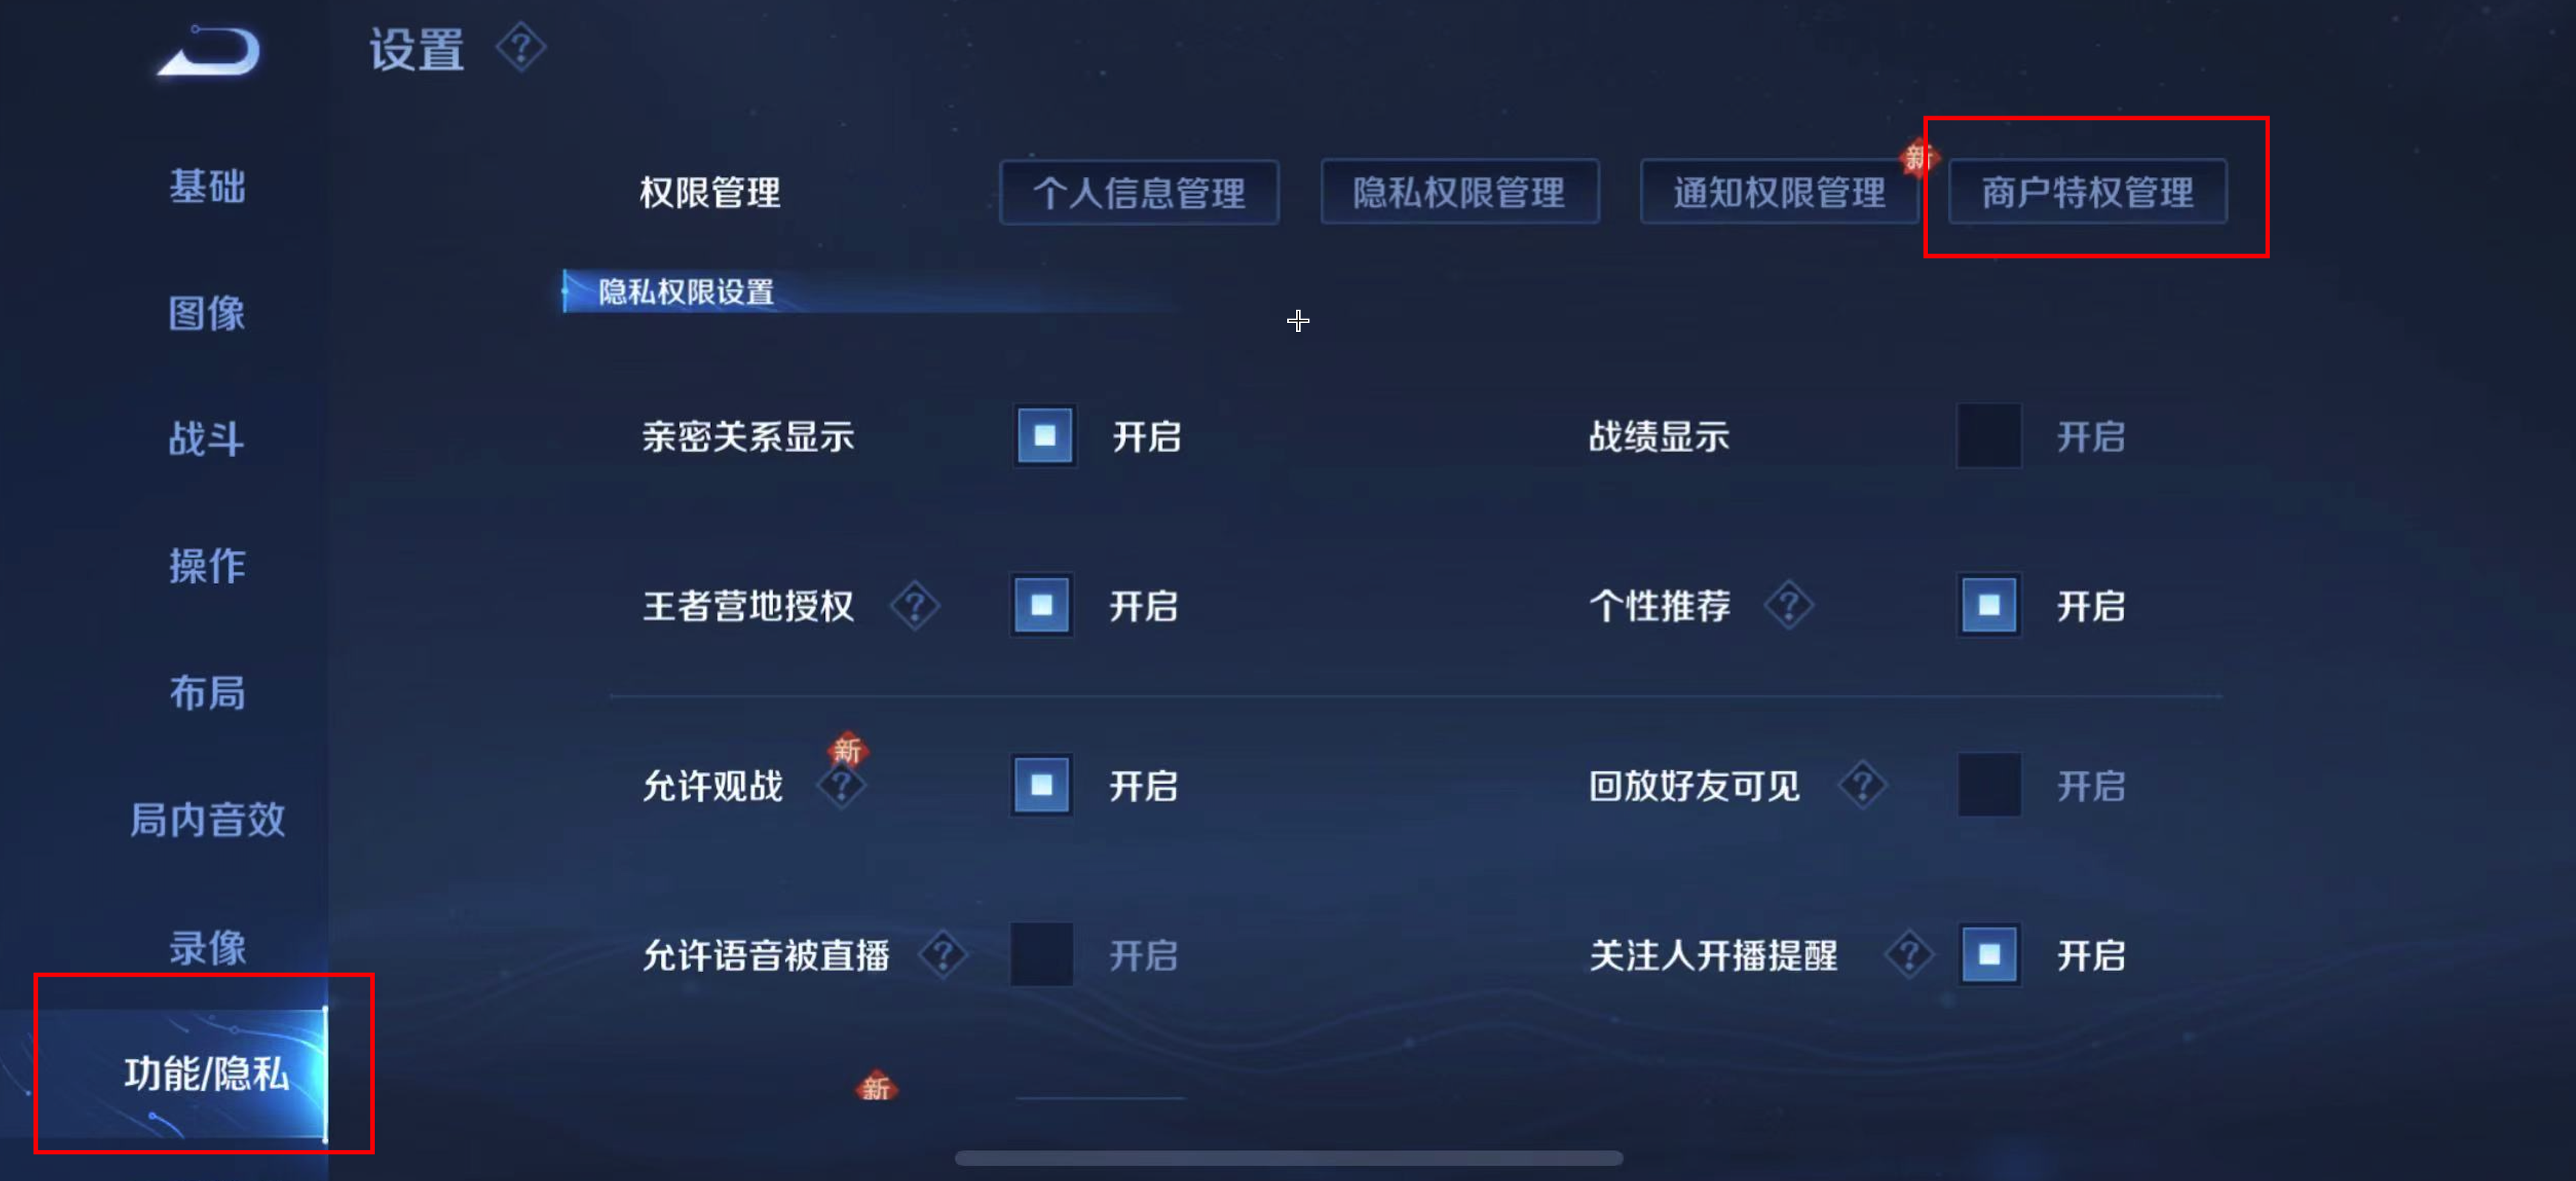 设置 ?
基础
图像
战斗
操作
布局
局内音效
录像
功能/隐私
权限管理 个人信息管理 隐私权限管理 通知权限管理 新 商户特权管理
隐私权限设置
亲密关系显示 开启 战绩显示 开启
王者营地授权 ? 开启 个性推荐 ? 开启
新
允许观战 ? 开启 回放好友可见 ? 开启
允许语音被直播 ? 开启 关注人开播提醒 ? 开启
新